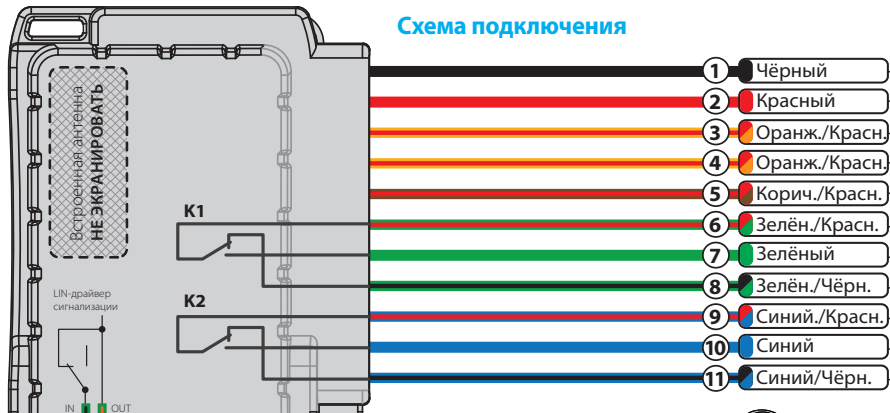 Схема подключения
Встроенная антенна
НЕ ЭКРАНИРОВАТЬ
1 Чёрный
2 Красный
3 Оранж./Красн.
4 Оранж./Красн.
5 Корич./Красн.
K1
6 Зелён./Красн.
7 Зелёный
8 Зелён./Чёрн.
LIN-драйвер
сигнализации
K2
9 Синий./Красн.
10 Синий
11 Синий/Чёрн.
IN OUT